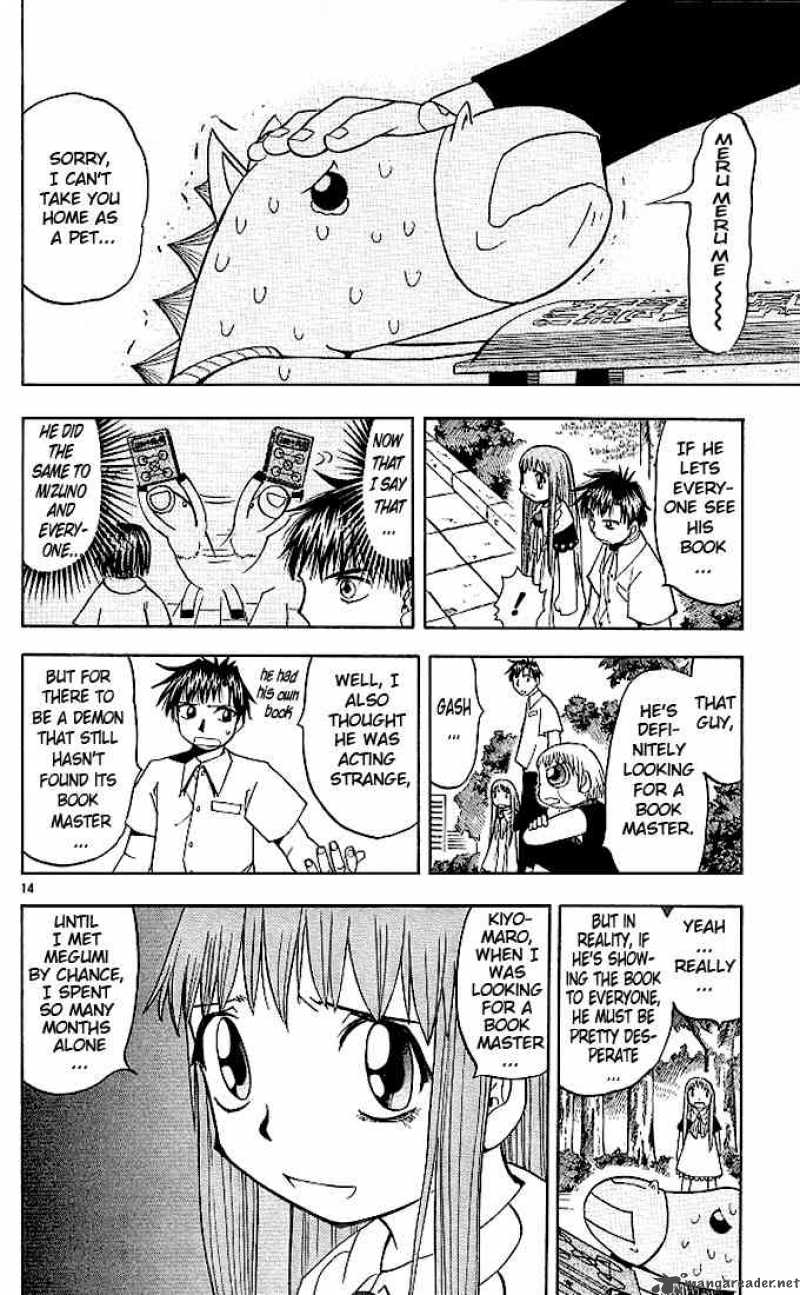 MERU MERU ME~~~~
SORRY,
I CAN'T
TAKE YOU
HOME AS
A PET...
IF HE
LETS
EVERY-
ONE SEE
HIS
BOOK
...
!
NOW
THAT
I SAY
THAT
...
HE DID
THE
SAME TO
MIZUNO
AND
EVERY-
ONE...
THAT
GUY,
HE'S
DEFI-
NITELY
LOOKING
FOR A
BOOK
MASTER.
GASH
...
WELL, I
ALSO
THOUGHT
HE WAS
ACTING
STRANGE,
he had
his own
book
BUT FOR
THERE TO
BE A DEMON
THAT STILL
HASN'T
FOUND ITS
BOOK
MASTER
...
14
YEAH
...
REALLY
...
BUT IN
REALITY, IF
HE'S SHOW-
ING THE BOOK
TO EVERYONE,
HE MUST BE
PRETTY DES-
PERATE
...
KIYO-
MARO,
WHEN I
WAS
LOOKING
FOR A
BOOK
MASTER
...
UNTIL
I MET
MEGUMI
BY CHANCE,
I SPENT
SO MANY
MONTHS
ALONE
...
mangareader.net